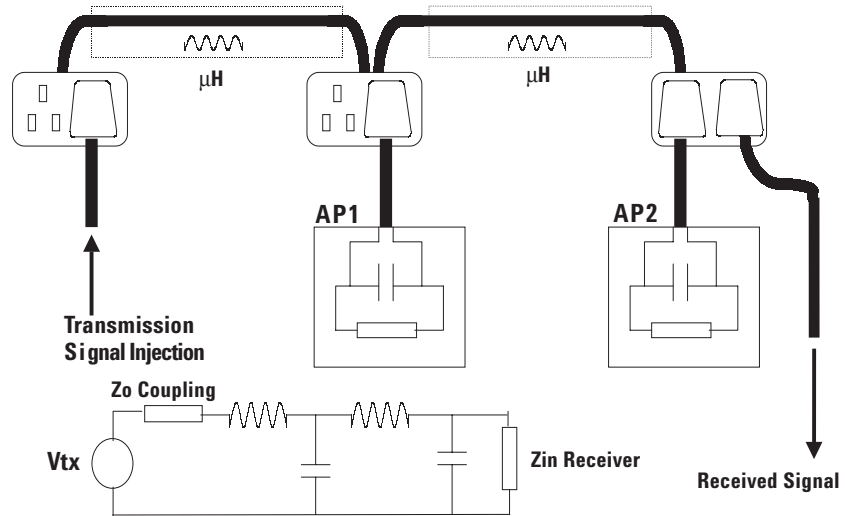 μH
μH
AP1
AP2
Transmission
Signal Injection
Zo Coupling
Vtx
Zin Receiver
Received Signal